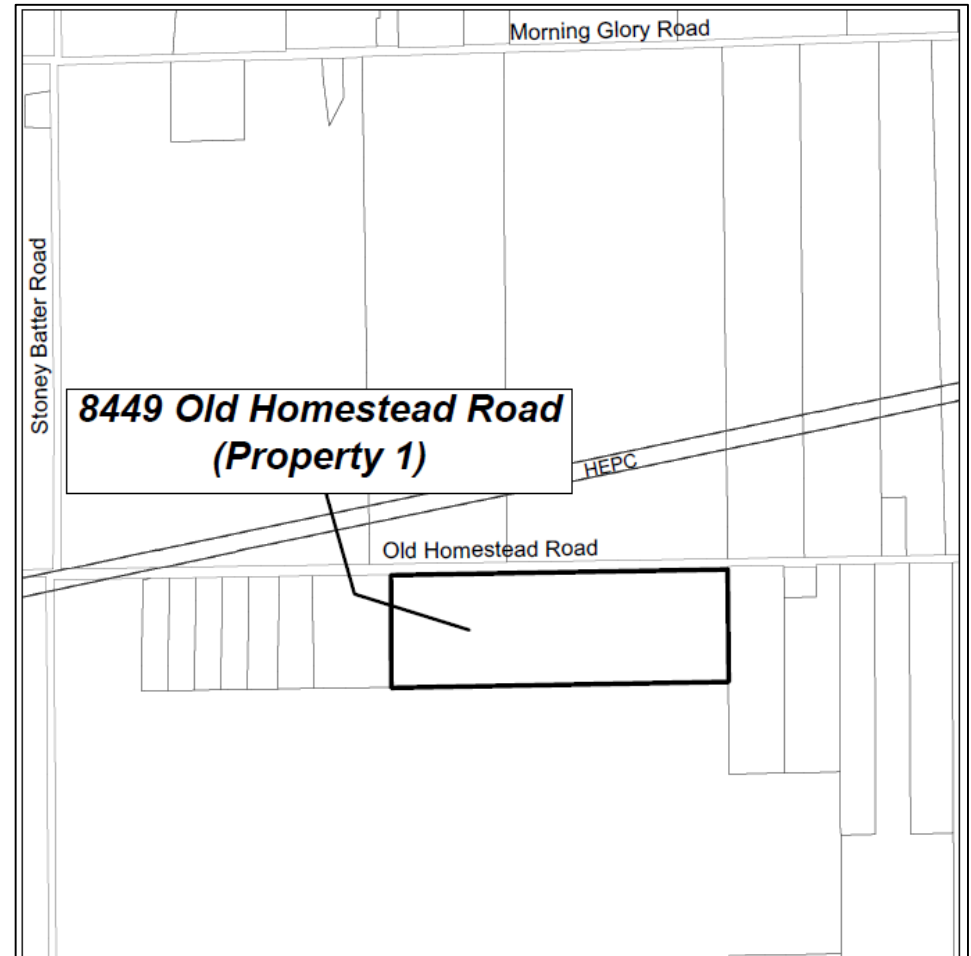 Morning Glory Road
Stoney Batter Road
8449 Old Homestead Road
(Property 1)
HEPC
Old Homestead Road